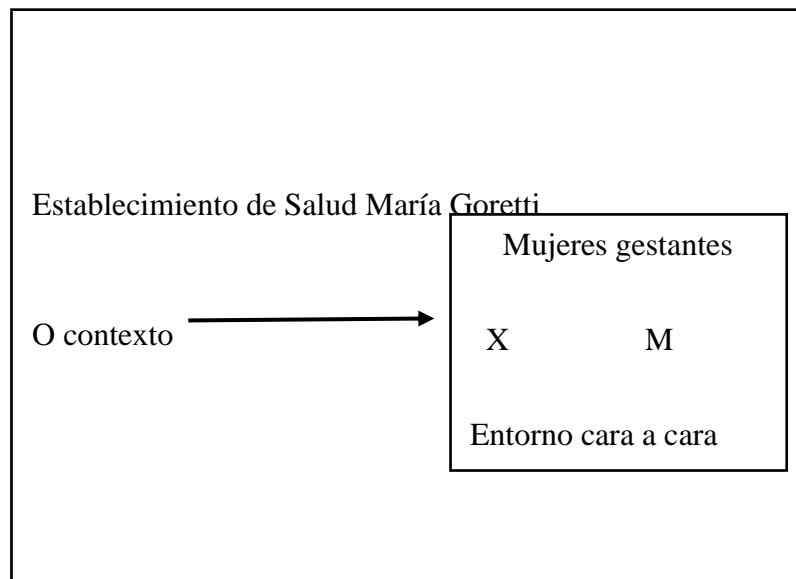 Establecimiento de Salud María Goretti
Mujeres gestantes
O contexto
X M
Entorno cara a cara